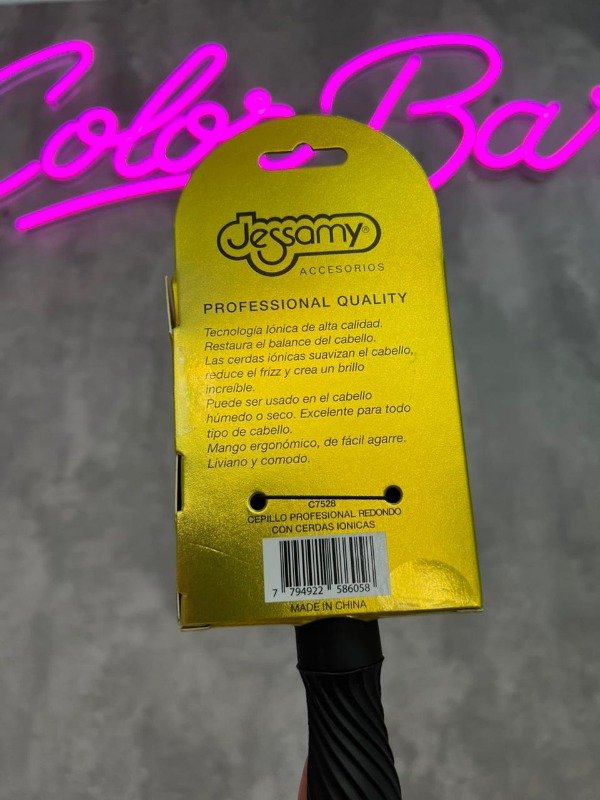 Color Bar
Jessamy®
ACCESORIOS
PROFESSIONAL QUALITY
Tecnología Iónica de alta calidad.
Restaura el balance del cabello.
Las cerdas iónicas suavizan el cabello,
reduce el frizz y crea un brillo
increíble.
Puede ser usado en el cabello
húmedo o seco. Excelente para todo
tipo de cabello.
Mango ergonómico, de fácil agarre.
Liviano y comodo.
C7528
CEPILLO PROFESIONAL REDONDO
CON CERDAS IONICAS
7 794922 586058
MADE IN CHINA